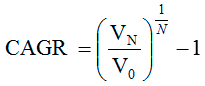 CAGR = (V_N / V_0)^(1/N) − 1